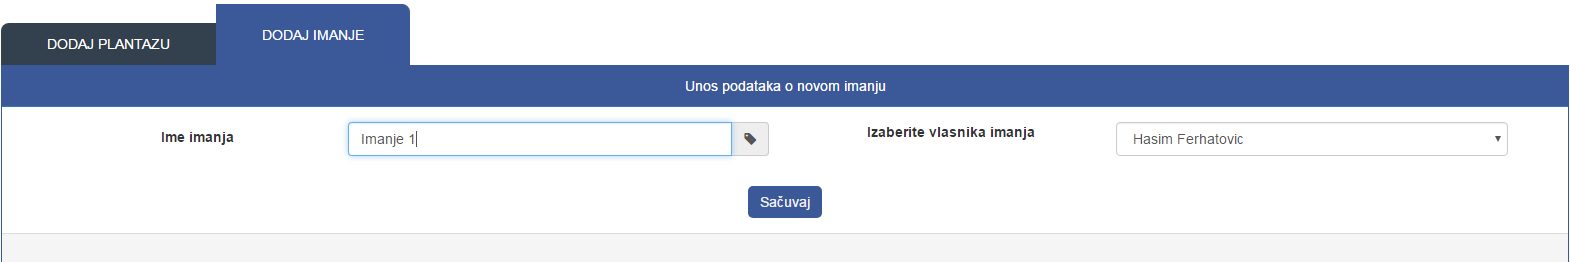 DODAJ PLANTAZU
DODAJ IMANJE
Unos podataka o novom imanju
Ime imanja
Imanje 1
Izaberite vlasnika imanja
Hasim Ferhatovic
Sačuvaj